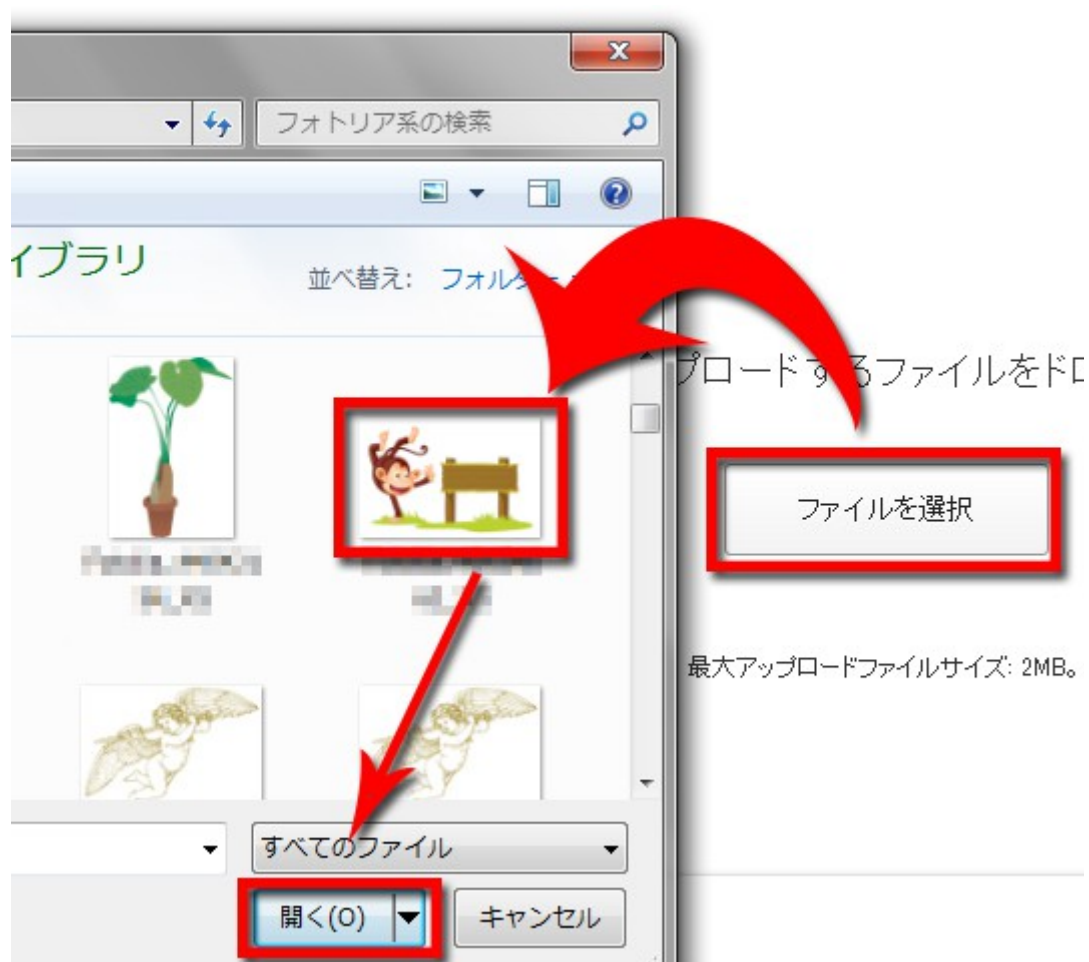 フォトリア系の検索
イブラリ
並べ替え: フォルダー
プロードするファイルをドロ
ファイルを選択
最大アップロードファイルサイズ: 2MB。
すべてのファイル
開く(O)
キャンセル